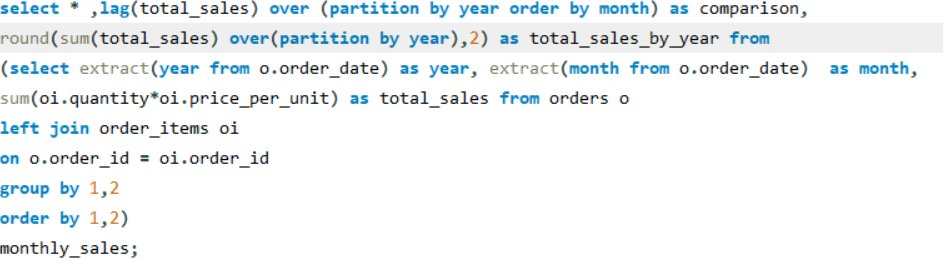 select * ,lag(total_sales) over (partition by year order by month) as comparison,
round(sum(total_sales) over(partition by year),2) as total_sales_by_year from
(select extract(year from o.order_date) as year, extract(month from o.order_date)  as month,
sum(oi.quantity*oi.price_per_unit) as total_sales from orders o
left join order_items oi
on o.order_id = oi.order_id
group by 1,2
order by 1,2)
monthly_sales;